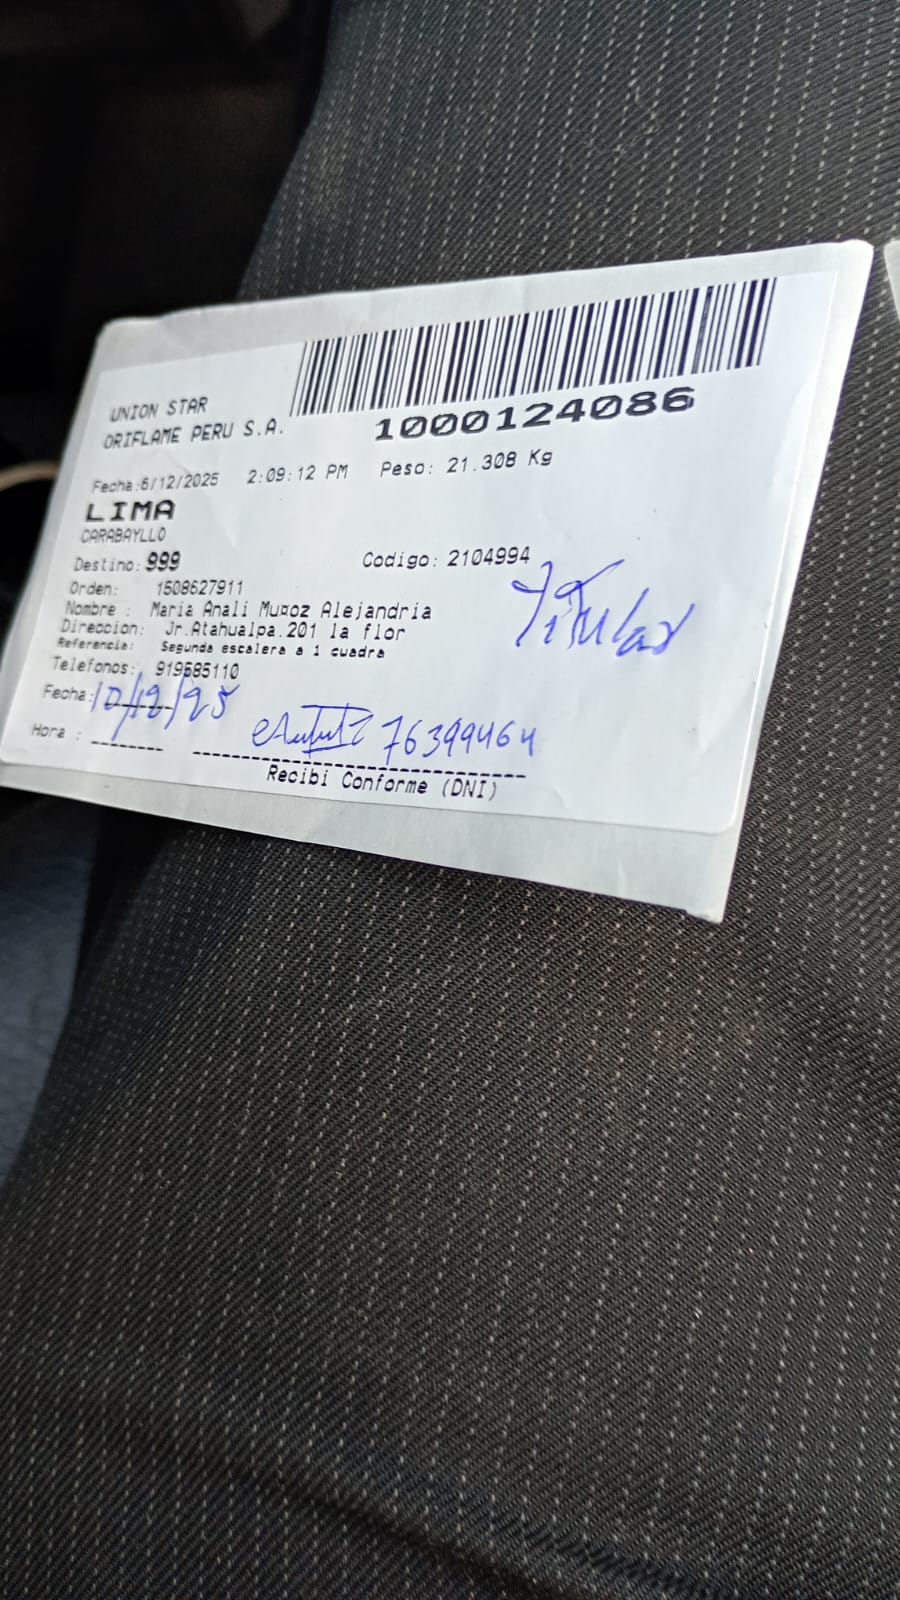 UNION STAR
ORIFLAME PERU S.A.
1000124086
Fecha:6/12/2025 2:09:12 PM Peso: 21.308 Kg
LIMA
CARABAYLLO
Destino: 999 Codigo: 2104994
Orden: 1508627911
Nombre : Maria Anali Muqoz Alejandria
Direccion: Jr.Atahualpa.201 la flor
Referencia: Segunda escalera a 1 cuadra
Telefonos: 919585110
Titular
Fecha: 10/12/25
Hora :
76399464
Recibi Conforme (DNI)